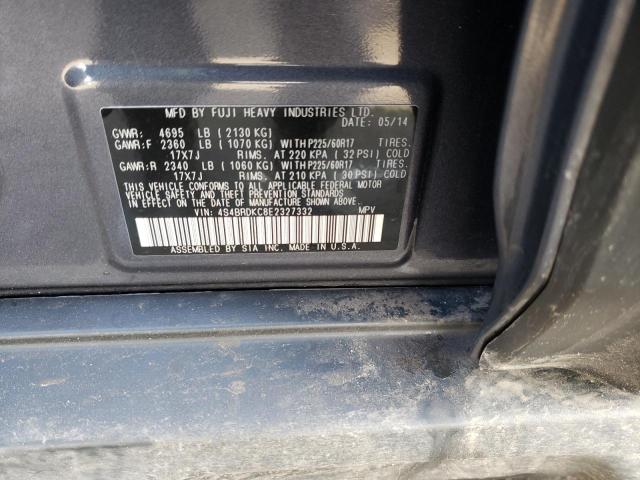 MFD BY FUJI HEAVY INDUSTRIES LTD.
DATE: 05/14
GVWR: 4695 LB (2130 KG)
GAWR:F 2360 LB (1070 KG) WITH P225/60R17 TIRES.
17X7J RIMS. AT 220 KPA (32 PSI) COLD
GAWR:R 2340 LB (1060 KG) WITH P225/60R17 TIRES.
17X7J RIMS. AT 210 KPA (30 PSI) COLD
THIS VEHICLE CONFORMS TO ALL APPLICABLE FEDERAL MOTOR
VEHICLE SAFETY AND THEFT PREVENTION STANDARDS IN EFFECT
ON THE DATE OF MANUFACTURE SHOWN ABOVE.
VIN: 4S4BRDKC8E2327332 MPV
ASSEMBLED BY SIA INC. MADE IN U.S.A.